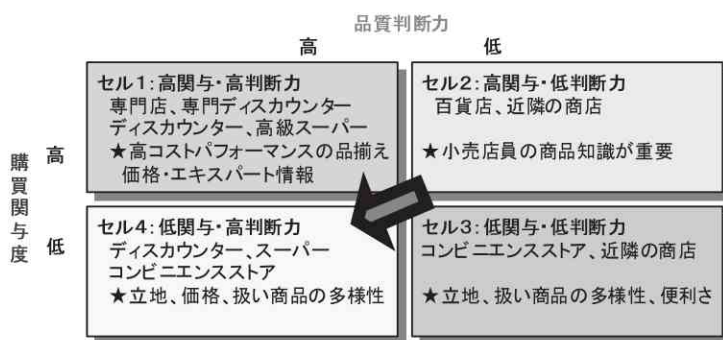 品質判断力
高
低
セル1：高関与・高判断力
専門店、専門ディスカウンター
ディスカウンター、高級スーパー
★高コストパフォーマンスの品揃え
価格・エキスパート情報
セル2：高関与・低判断力
百貨店、近隣の商店
★小売店員の商品知識が重要
購買関与度
高
低
セル4：低関与・高判断力
ディスカウンター、スーパー
コンビニエンスストア
★立地、価格、扱い商品の多様性
セル3：低関与・低判断力
コンビニエンスストア、近隣の商店
★立地、扱い商品の多様性、便利さ